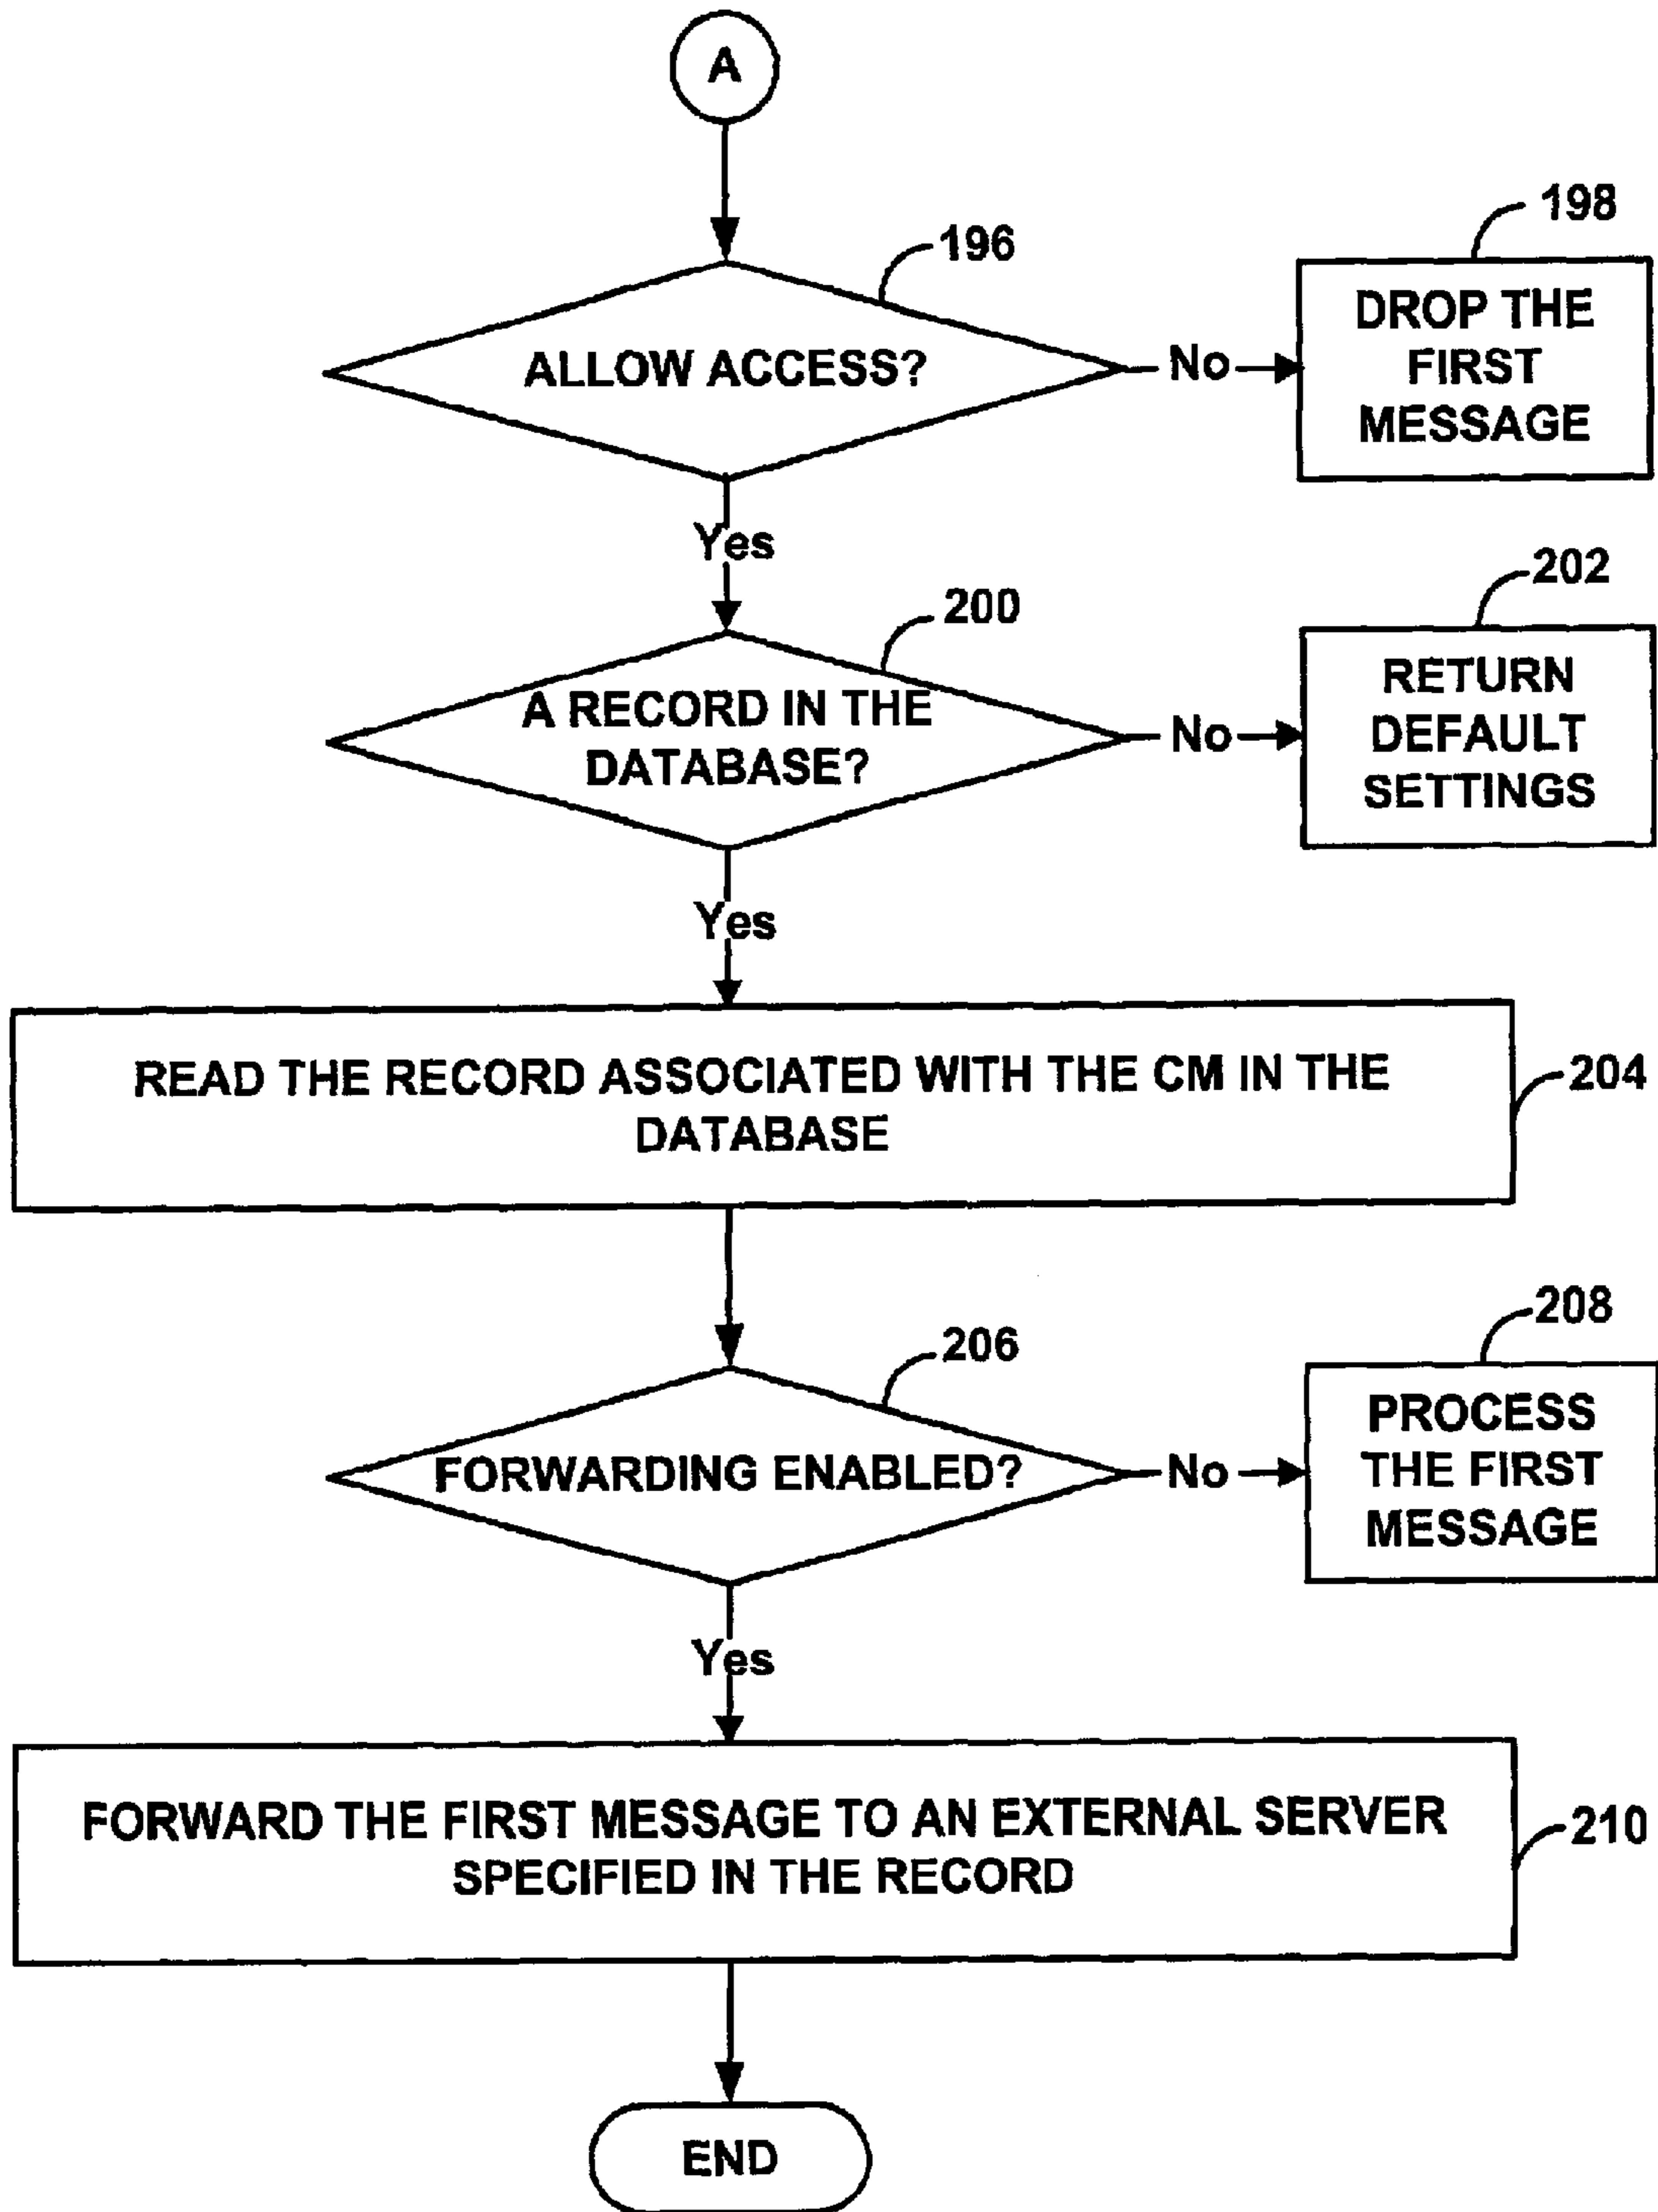 A
196
198
ALLOW ACCESS?
No
DROP THE
FIRST
MESSAGE
Yes
200
202
A RECORD IN THE
DATABASE?
No
RETURN
DEFAULT
SETTINGS
Yes
READ THE RECORD ASSOCIATED WITH THE CM IN THE
DATABASE
204
206
208
FORWARDING ENABLED?
No
PROCESS
THE FIRST
MESSAGE
Yes
FORWARD THE FIRST MESSAGE TO AN EXTERNAL SERVER
SPECIFIED IN THE RECORD
210
END